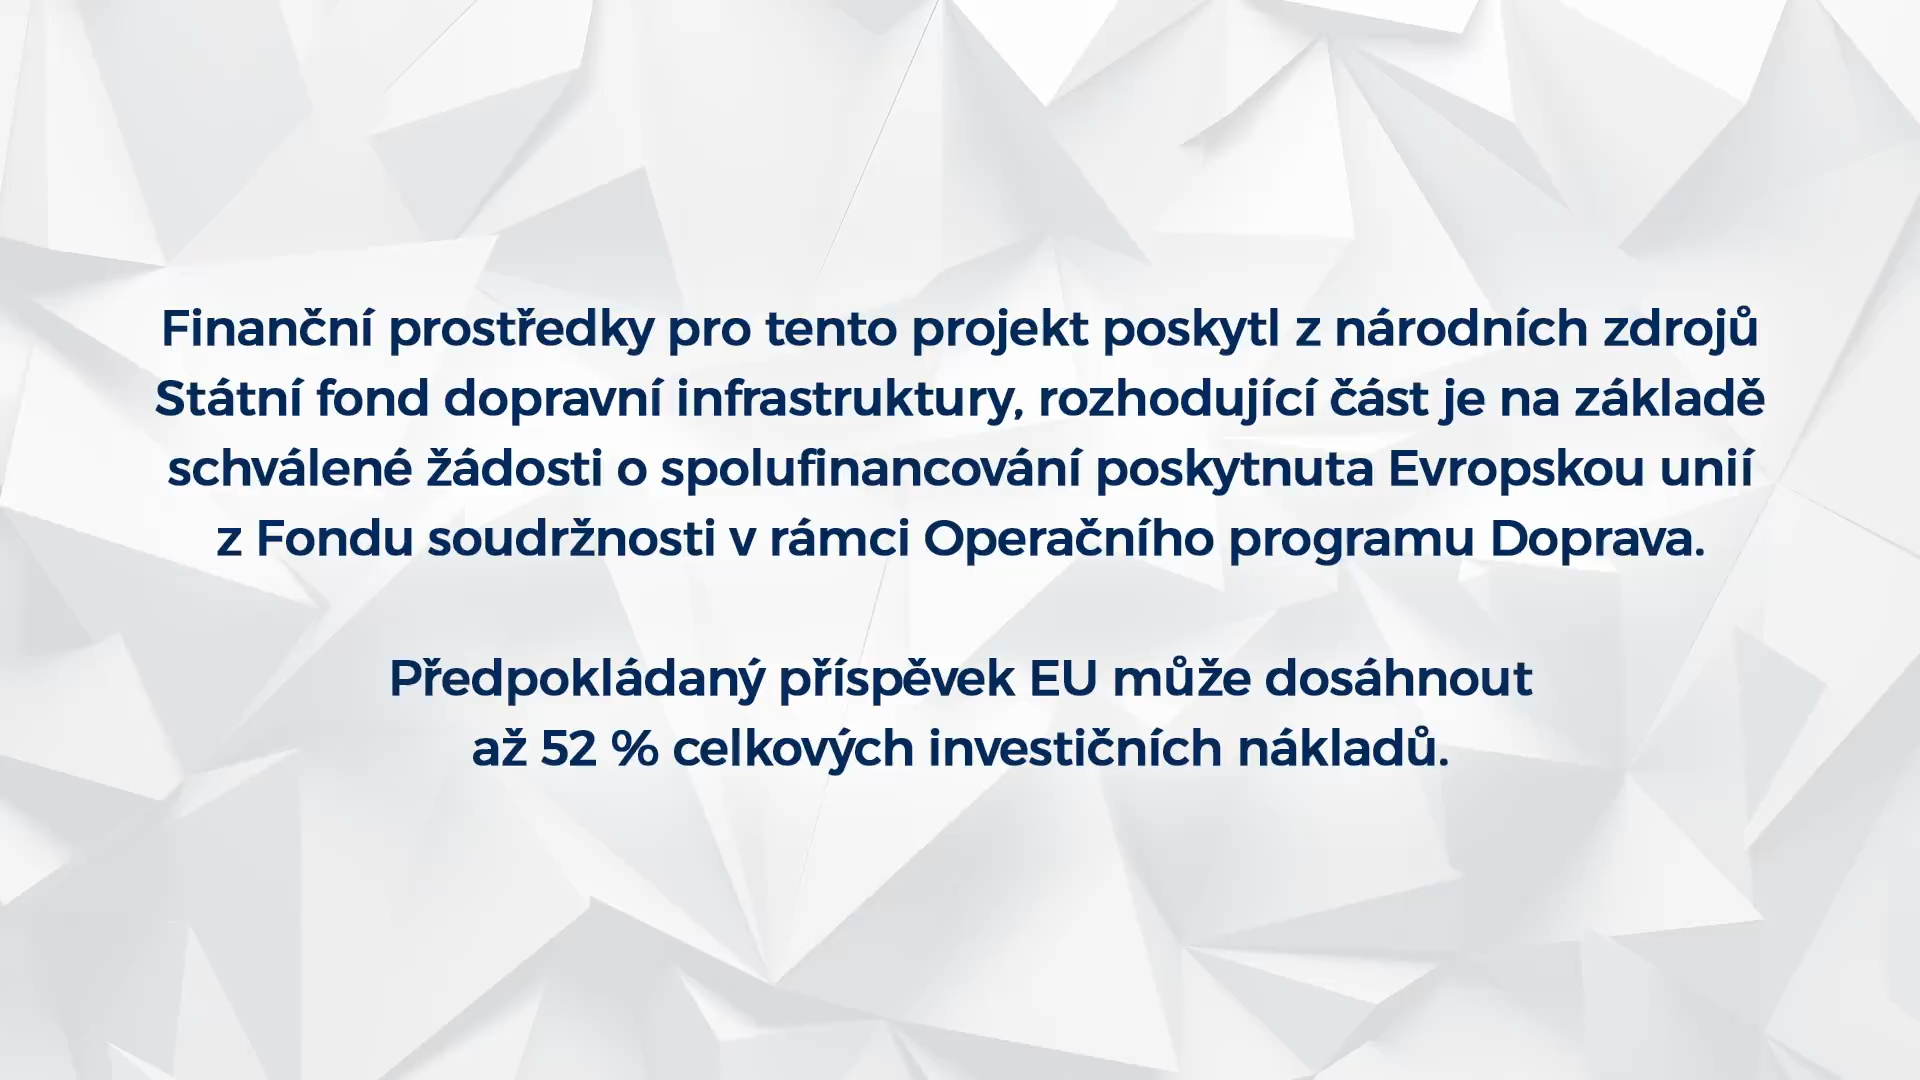 Finanční prostředky pro tento projekt poskytl z národních zdrojů
Státní fond dopravní infrastruktury, rozhodující část je na základě
schválené žádosti o spolufinancování poskytnuta Evropskou unií
z Fondu soudržnosti v rámci Operačního programu Doprava.
Předpokládaný příspěvek EU může dosáhnout
až 52 % celkových investičních nákladů.